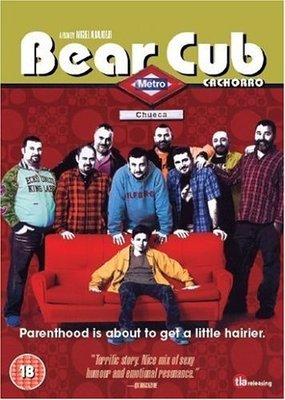 A FILM BY MIGUEL ALBALADEJO
Bear Cub
CACHORRO
Metro
Chueca
Parenthood is about to get a little hairier.
18
"Terrific story. Nice mix of sexy
humour and emotional resonance."
tla releasing